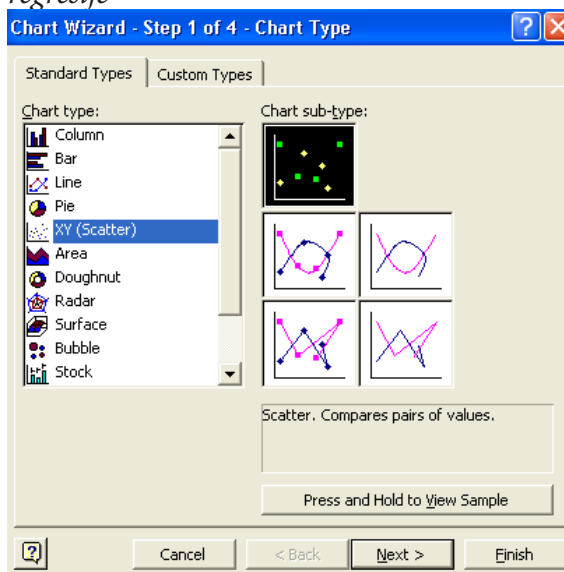 regresije
Chart Wizard - Step 1 of 4 - Chart Type
Standard Types
Custom Types
Chart type:
Column
Bar
Line
Pie
XY (Scatter)
Area
Doughnut
Radar
Surface
Bubble
Stock
Chart sub-type:
Scatter. Compares pairs of values.
Press and Hold to View Sample
Cancel
< Back
Next >
Finish